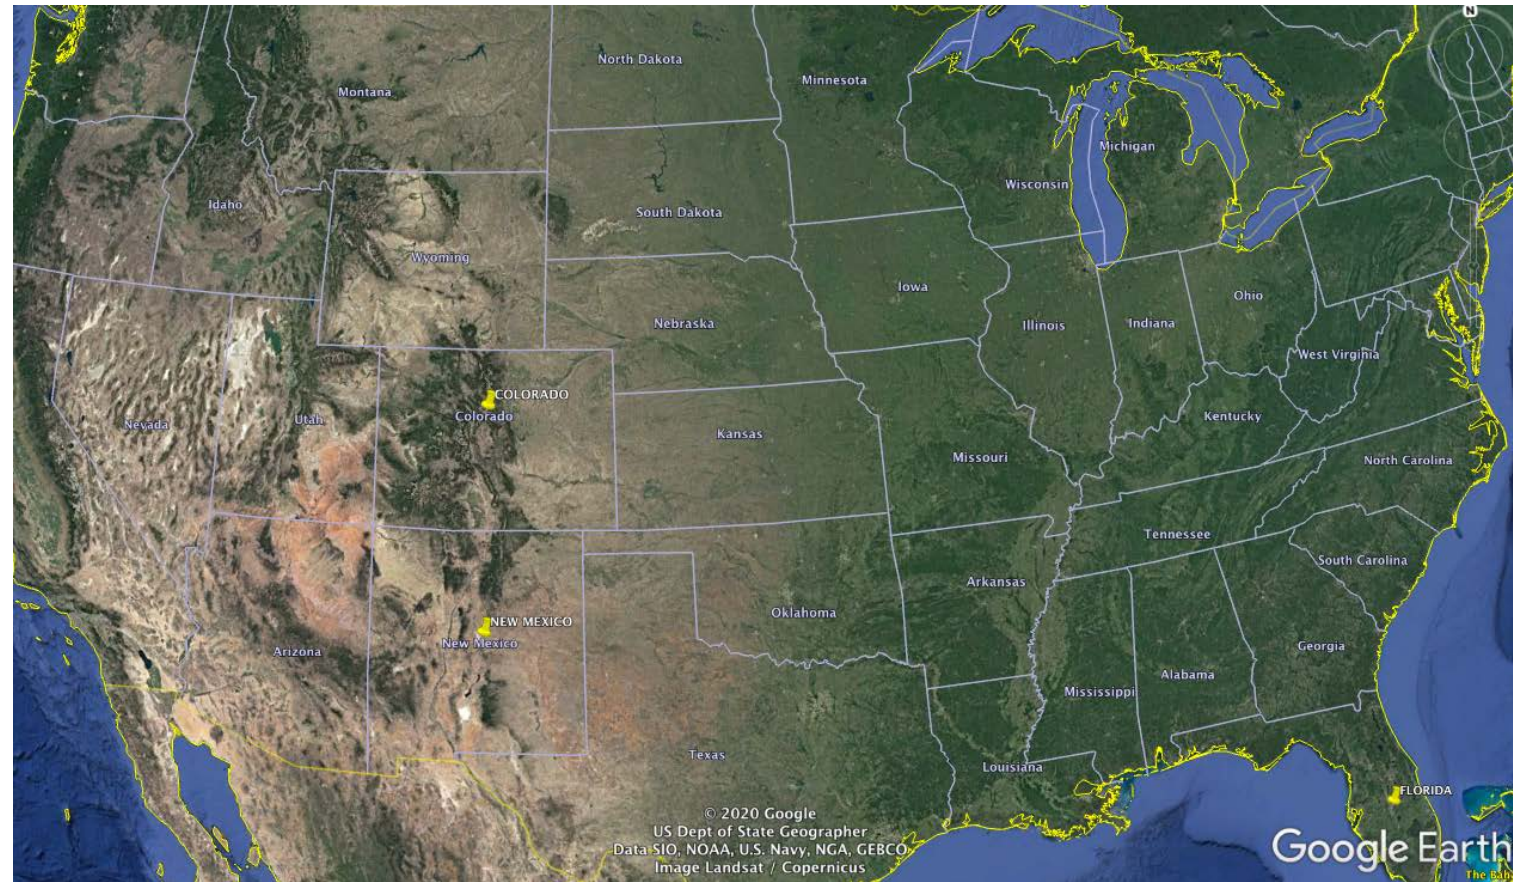 N
North Dakota
Minnesota
Montana
Michigan
Wisconsin
Idaho
South Dakota
Wyoming
Iowa
Ohio
Nebraska
Illinois
Indiana
West Virginia
COLORADO
Colorado
Utah
Nevada
Kansas
Kentucky
Missouri
North Carolina
Tennessee
South Carolina
Arkansas
Oklahoma
NEW MEXICO
New Mexico
Arizona
Georgia
Alabama
Mississippi
Texas
Louisiana
FLORIDA
© 2020 Google
US Dept of State Geographer
Data SIO, NOAA, U.S. Navy, NGA, GEBCO
Image Landsat / Copernicus
Google Earth
The Bah